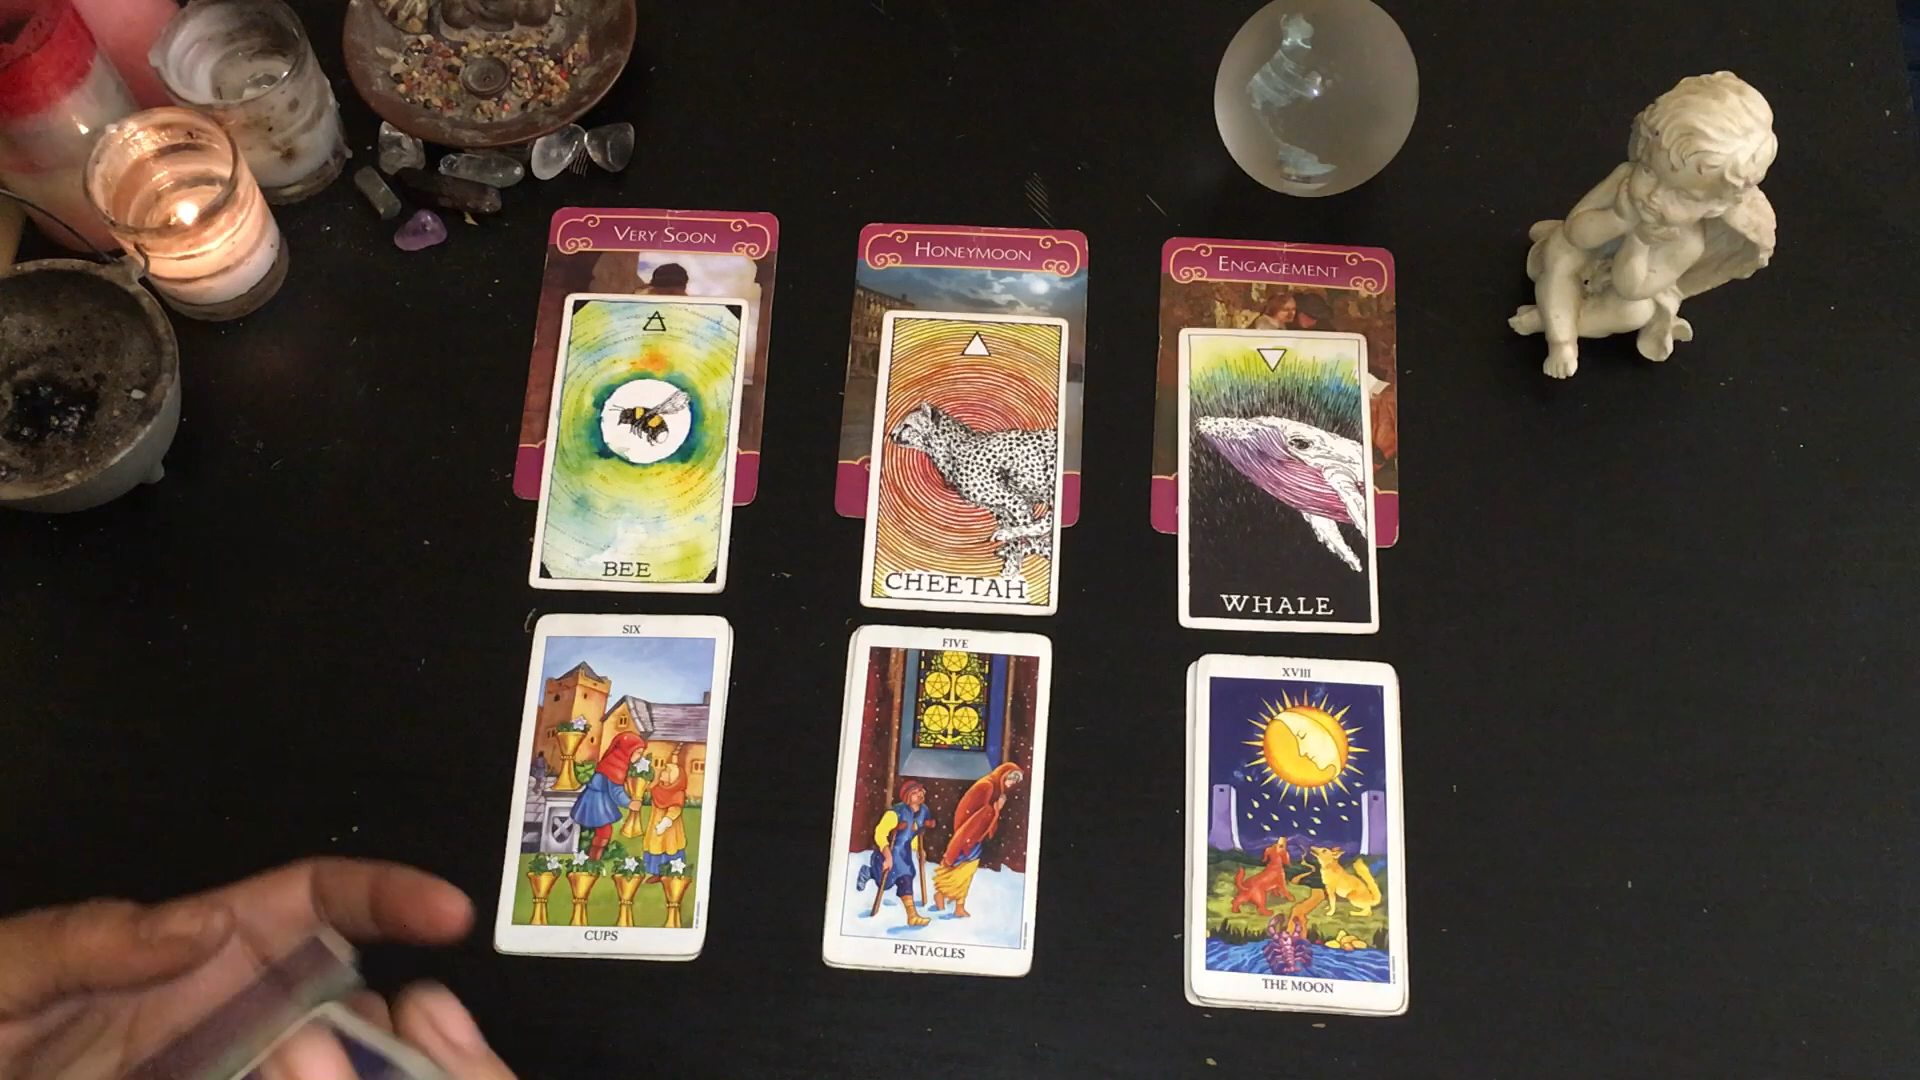 VERY SOON
HONEYMOON
ENGAGEMENT
BEE
CHEETAH
WHALE
SIX
CUPS
FIVE
PENTACLES
XVIII
THE MOON